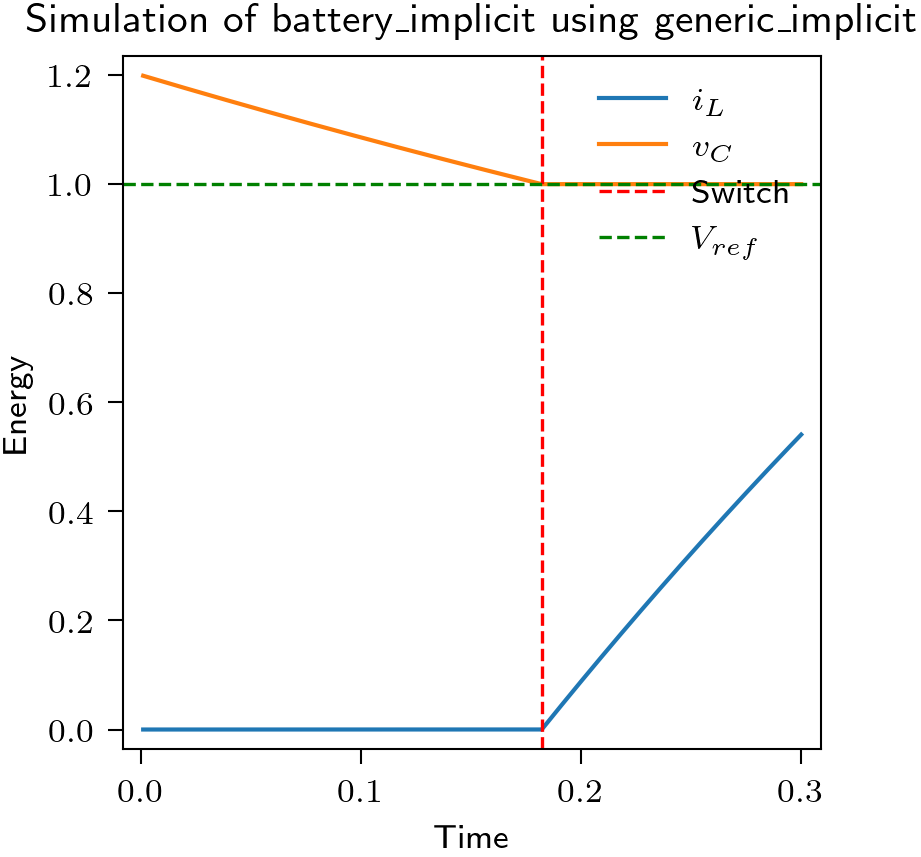 Simulation of battery_implicit using generic_implicit
1.2
1.0
0.8
0.6
0.4
0.2
0.0
Energy
i_L
v_C
Switch
V_ref
0.0 0.1 0.2 0.3
Time